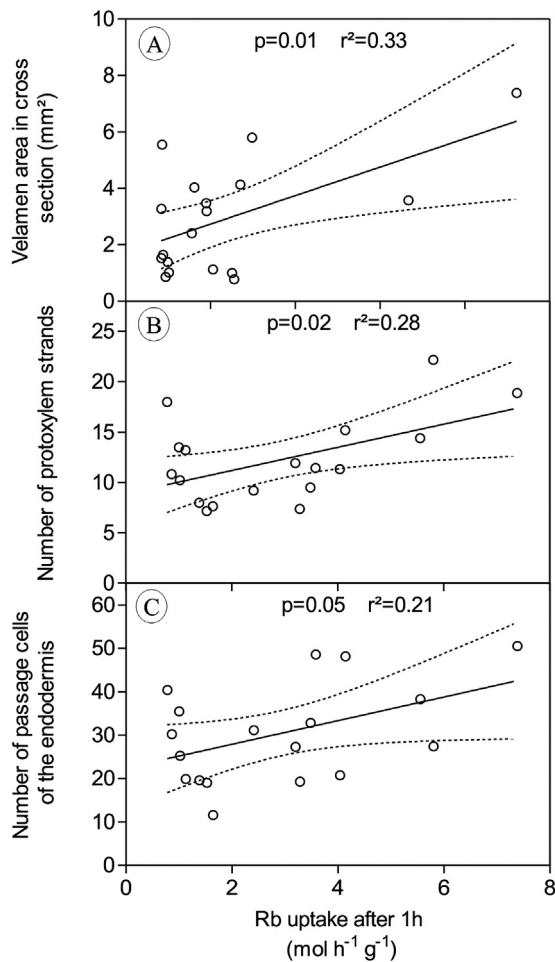 A
p=0.01 r²=0.33
Velamen area in cross
section (mm²)
10
8
6
4
2
0
B
p=0.02 r²=0.28
Number of protoxylem strands
25
20
15
10
5
0
C
p=0.05 r²=0.21
Number of passage cells
of the endodermis
60
50
40
30
20
10
0
0 2 4 6 8
Rb uptake after 1h
(mol h⁻¹ g⁻¹)